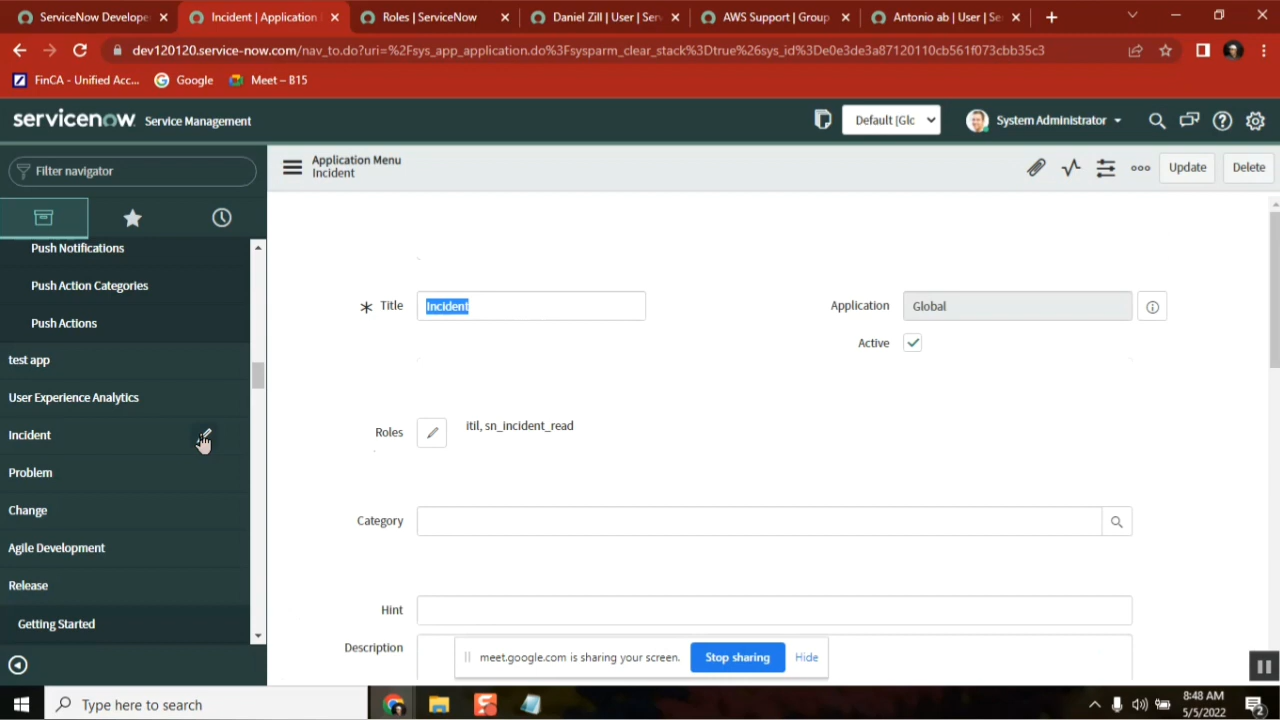 ServiceNow Develope
Incident | Application
Roles | ServiceNow
Daniel Zill | User | Ser
AWS Support | Group
Antonio ab | User | Se
dev120120.service-now.com/nav_to.do?uri=%2Fsys_app_application.do%3Fsysparm_clear_stack%3Dtrue%26sys_id%3De0e3de3a87120110cb561f073cbb35c3
FinCA - Unified Acc...
Google
Meet – B15
servicenow Service Management
Default [Glc
System Administrator
Filter navigator
Application Menu
Incident
Update
Delete
Push Notifications
Push Action Categories
Push Actions
test app
User Experience Analytics
Incident
Problem
Change
Agile Development
Release
Getting Started
Title
Incident
Application
Global
Active
Roles
itil, sn_incident_read
Category
Hint
Description
meet.google.com is sharing your screen.
Stop sharing
Hide
Type here to search
8:48 AM
5/5/2022
2